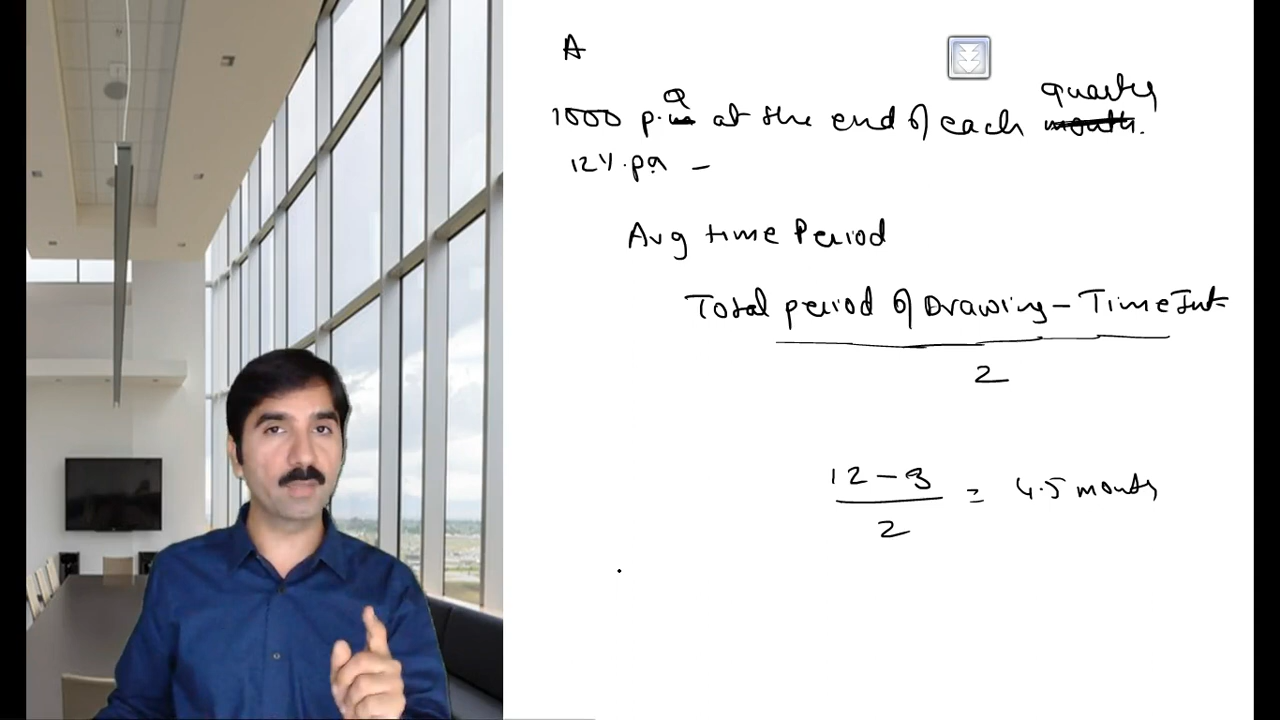 A
1000 p.Q at the end of each quarter.
12% pa –
Avg time Period
Total period of Drawing – Time Int
2
12 – 3 = 4.5 months
2